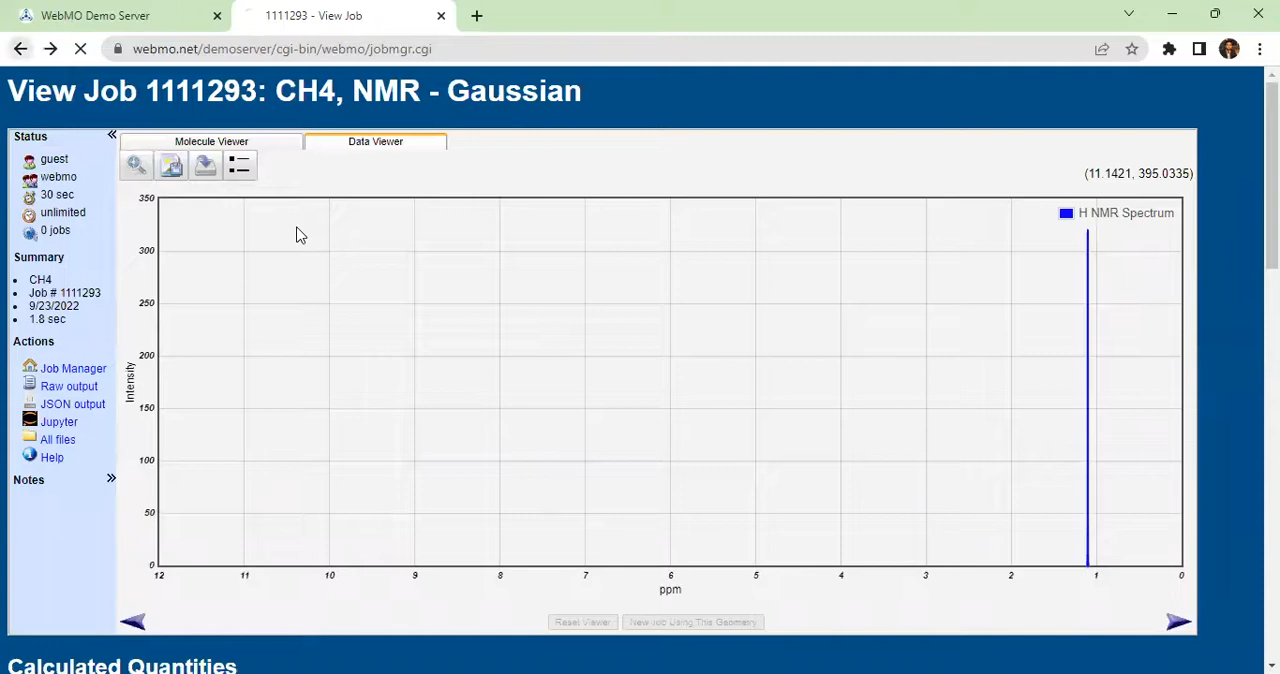 WebMO Demo Server
1111293 - View Job
webmo.net/demoserver/cgi-bin/webmo/jobmgr.cgi
View Job 1111293: CH4, NMR - Gaussian
Status
guest
webmo
30 sec
unlimited
0 jobs
Summary
CH4
Job # 1111293
9/23/2022
1.8 sec
Actions
Job Manager
Raw output
JSON output
Jupyter
All files
Help
Notes
Molecule Viewer
Data Viewer
(11.1421, 395.0335)
H NMR Spectrum
350
300
250
200
150
100
50
0
Intensity
12 11 10 9 8 7 6 5 4 3 2 1 0
ppm
Reset Viewer
New Job Using This Geometry
Calculated Quantities